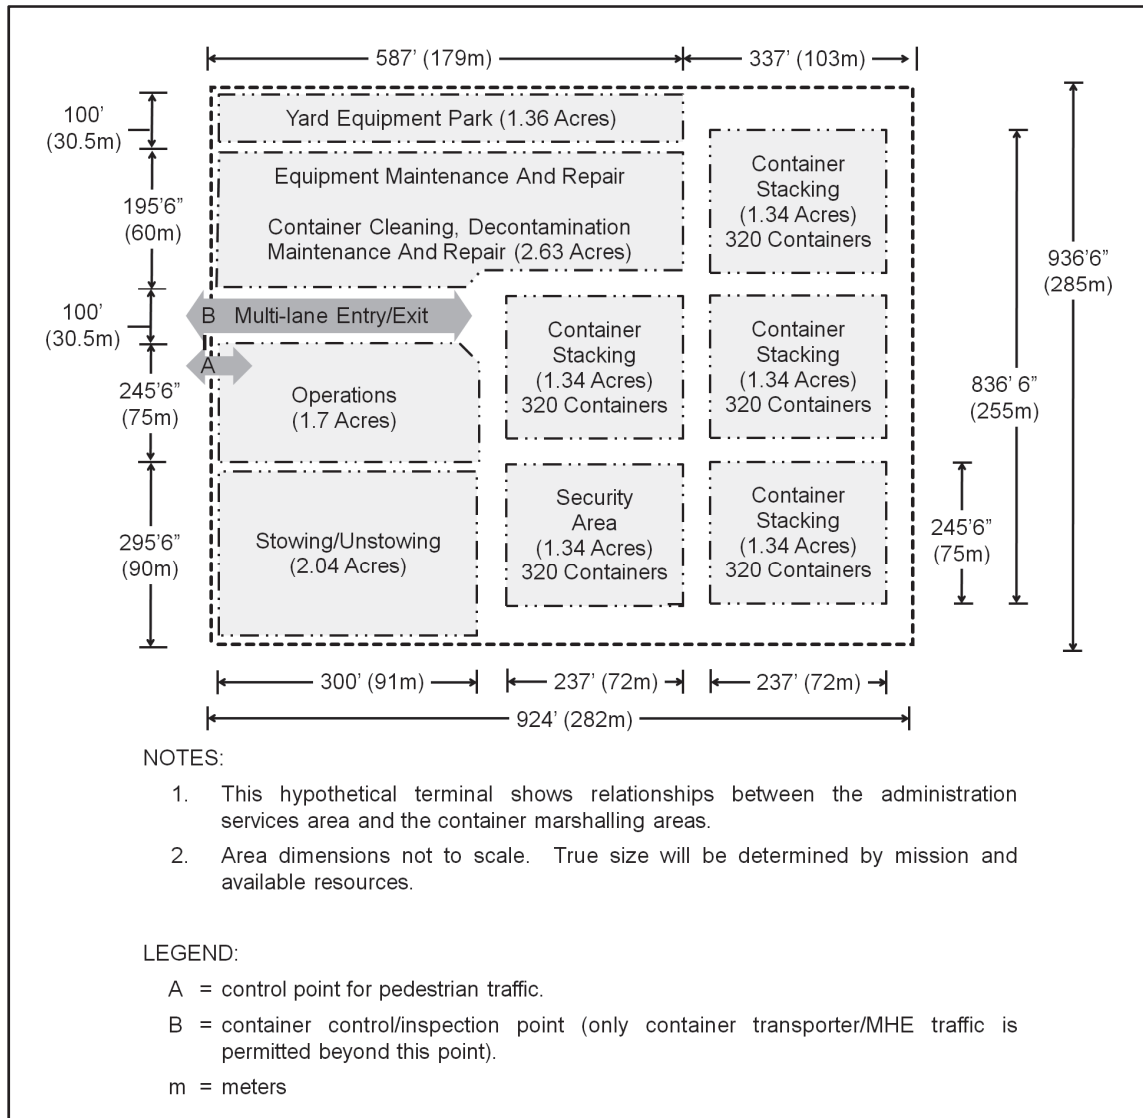 587’ (179m)
337’ (103m)
100’
(30.5m)
195’6”
(60m)
100’
(30.5m)
245’6”
(75m)
295’6”
(90m)
Yard Equipment Park (1.36 Acres)
Equipment Maintenance And Repair
Container Cleaning, Decontamination
Maintenance And Repair (2.63 Acres)
B Multi-lane Entry/Exit
A
Operations
(1.7 Acres)
Stowing/Unstowing
(2.04 Acres)
Container
Stacking
(1.34 Acres)
320 Containers
Security
Area
(1.34 Acres)
320 Containers
Container
Stacking
(1.34 Acres)
320 Containers
Container
Stacking
(1.34 Acres)
320 Containers
Container
Stacking
(1.34 Acres)
320 Containers
936’6”
(285m)
836’ 6”
(255m)
245’6”
(75m)
300’ (91m)
237’ (72m)
237’ (72m)
924’ (282m)
NOTES:
1. This hypothetical terminal shows relationships between the administration
services area and the container marshalling areas.
2. Area dimensions not to scale. True size will be determined by mission and
available resources.
LEGEND:
A = control point for pedestrian traffic.
B = container control/inspection point (only container transporter/MHE traffic is
permitted beyond this point).
m = meters